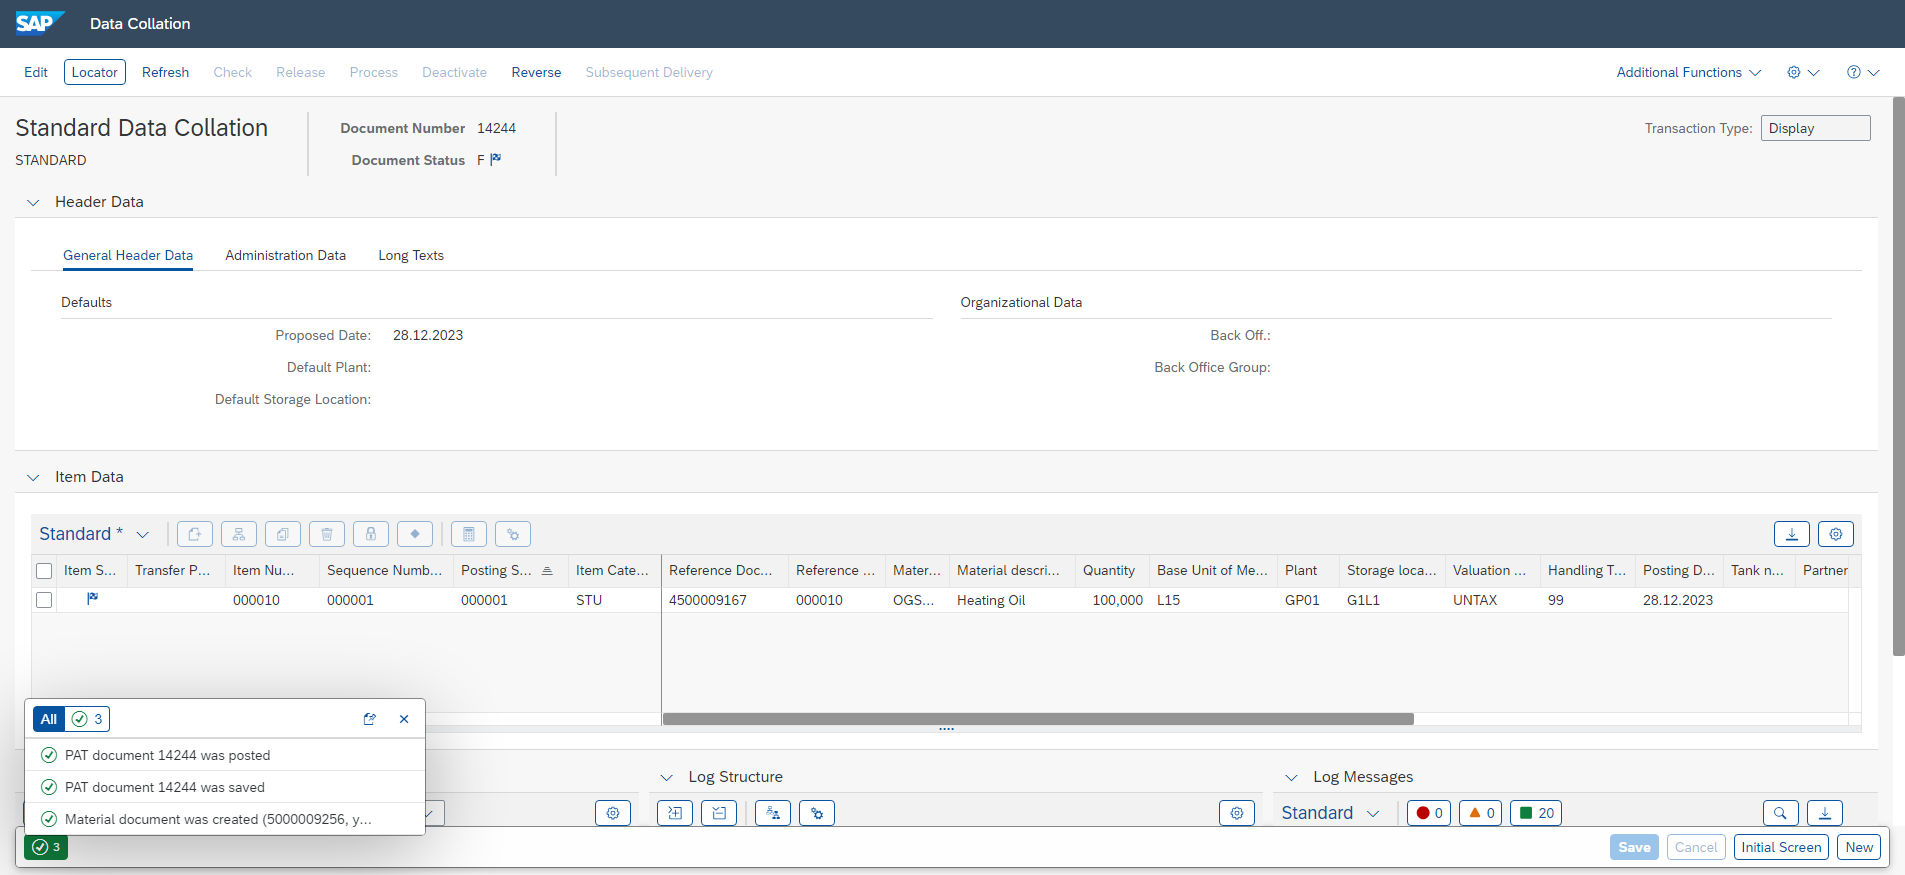 SAP Data Collation
Edit Locator Refresh Check Release Process Deactivate Reverse Subsequent Delivery Additional Functions
Standard Data Collation Document Number 14244 Transaction Type: Display
STANDARD Document Status F
Header Data
General Header Data Administration Data Long Texts
Defaults Organizational Data
Proposed Date: 28.12.2023 Back Off.:
Default Plant: Back Office Group:
Default Storage Location:
Item Data
Standard *
Item S... Transfer P... Item Nu... Sequence Numb... Posting S... Item Cate... Reference Doc... Reference ... Mater... Material descri... Quantity Base Unit of Me... Plant Storage loca... Valuation ... Handling T... Posting D... Tank n... Partner
000010 000001 000001 STU 4500009167 000010 OGS... Heating Oil 100,000 L15 GP01 G1L1 UNTAX 99 28.12.2023
All 3
PAT document 14244 was posted
PAT document 14244 was saved
Material document was created (5000009256, y...
Log Structure Log Messages
Standard 0 0 20
3 Save Cancel Initial Screen New